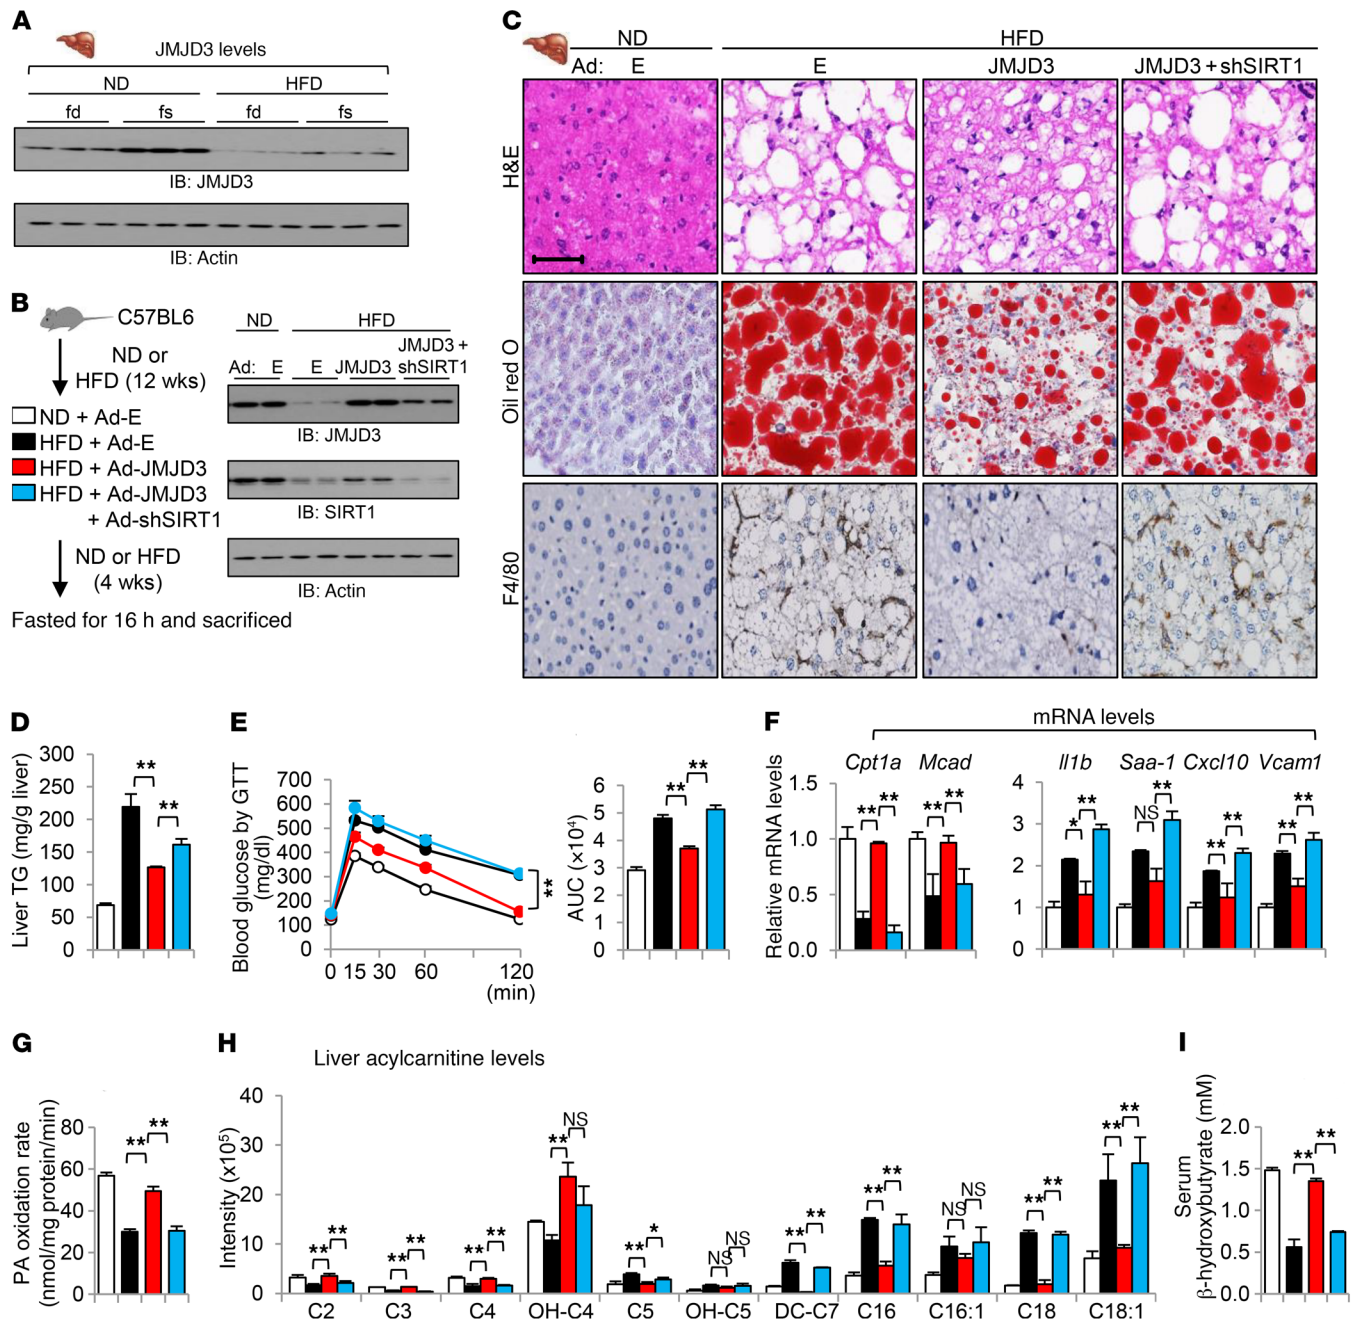 A
JMJD3 levels
ND HFD
fd fs fd fs
IB: JMJD3
IB: Actin
B
C57BL6
ND or
HFD (12 wks)
ND + Ad-E
HFD + Ad-E
HFD + Ad-JMJD3
HFD + Ad-JMJD3
+ Ad-shSIRT1
ND or HFD
(4 wks)
Fasted for 16 h and sacrificed
ND HFD
JMJD3 +
Ad: E E JMJD3 shSIRT1
IB: JMJD3
IB: SIRT1
IB: Actin
C
ND HFD
Ad: E E JMJD3 JMJD3 + shSIRT1
H&E
Oil red O
F4/80
D
Liver TG (mg/g liver)
300
250
200
150
100
50
0
** **
E
Blood glucose by GTT
(mg/dl)
700
600
500
400
300
200
100
0
0 15 30 60 120
(min)
**
AUC (×10⁴)
6
5
4
3
2
1
0
** **
F
mRNA levels
Relative mRNA levels
Cpt1a Mcad
1.5
1.0
0.5
0.0
** ** ** **
Il1b Saa-1 Cxcl10 Vcam1
4
3
2
1
0
* ** NS ** ** ** ** **
G
PA oxidation rate
(nmol/mg protein/min)
80
60
40
20
0
** **
H
Liver acylcarnitine levels
Intensity (x10⁵)
40
30
20
10
0
** ** ** ** ** ** ** NS ** * NS NS ** ** ** ** NS NS ** ** ** **
C2 C3 C4 OH-C4 C5 OH-C5 DC-C7 C16 C16:1 C18 C18:1
I
Serum
β-hydroxybutyrate (mM)
2.0
1.5
1.0
0.5
0.0
** **